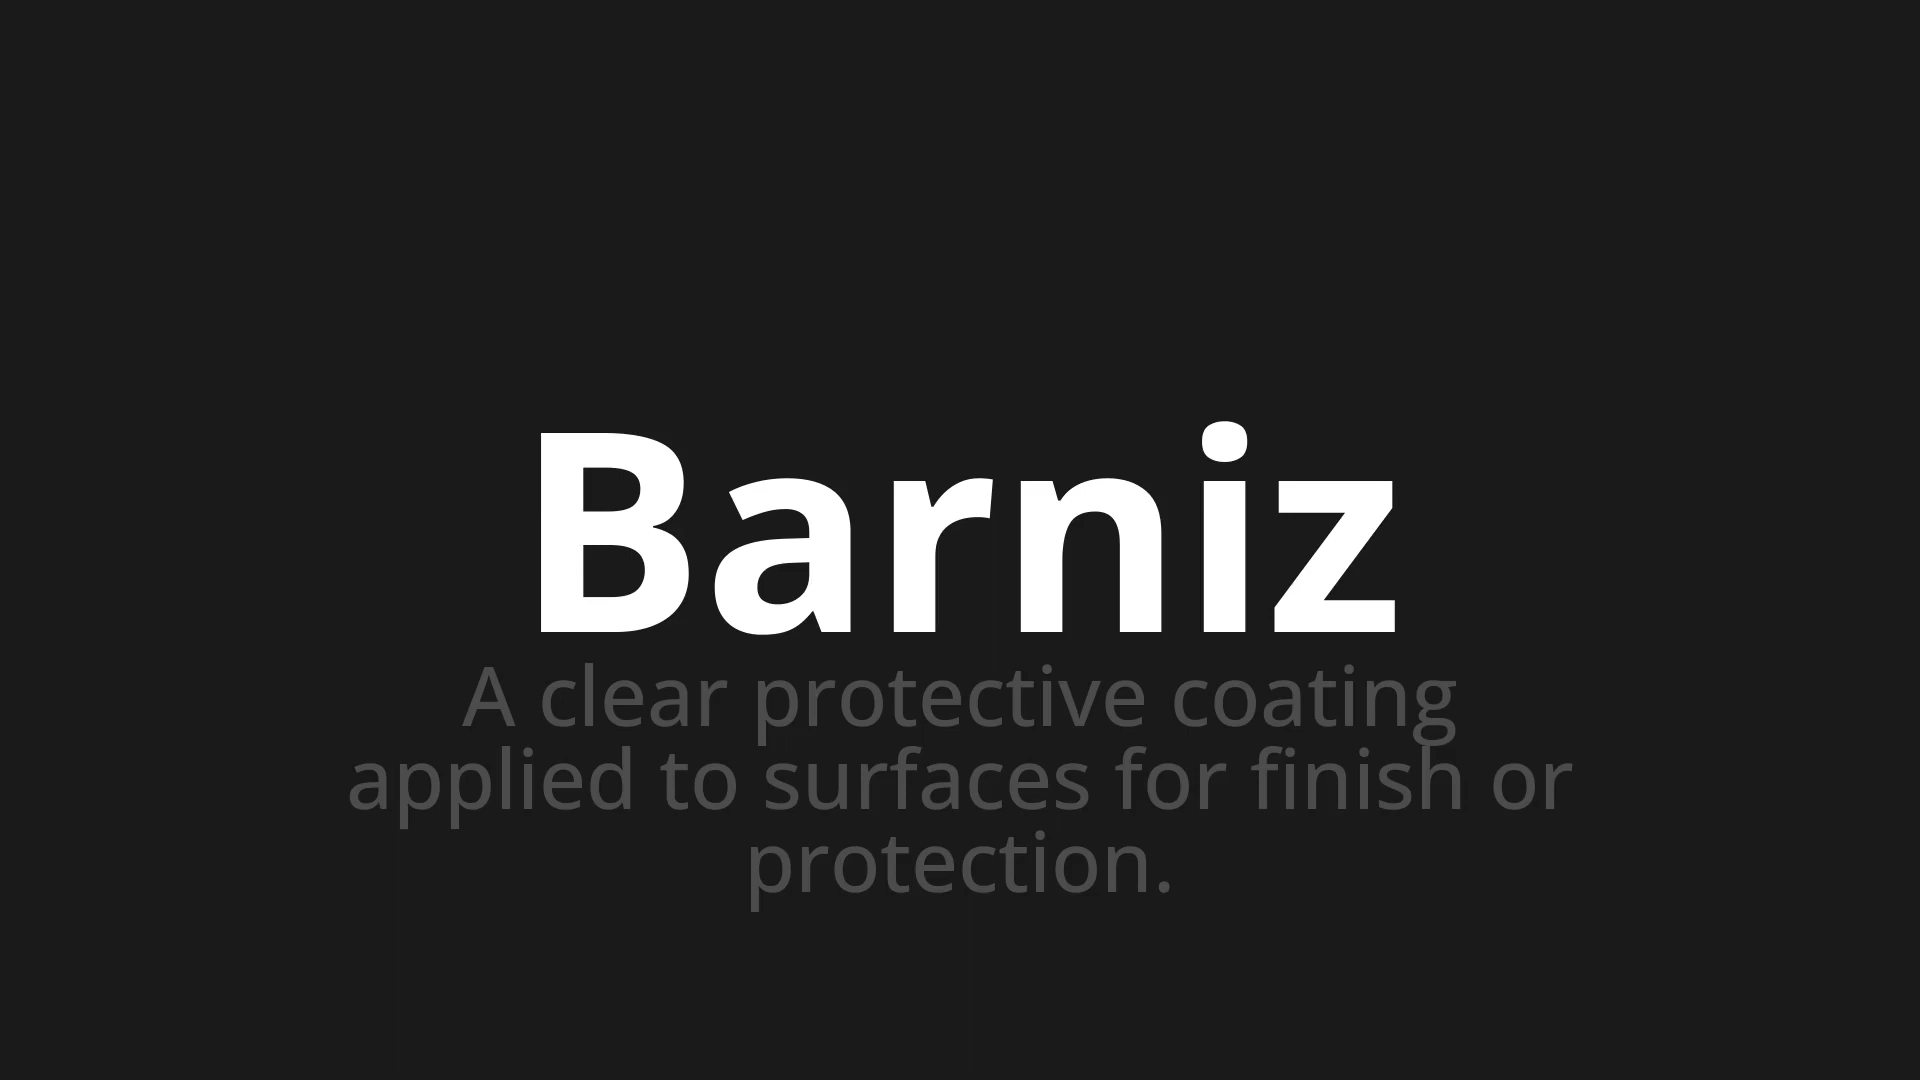 Barniz
A clear protective coating
applied to surfaces for finish or
protection.